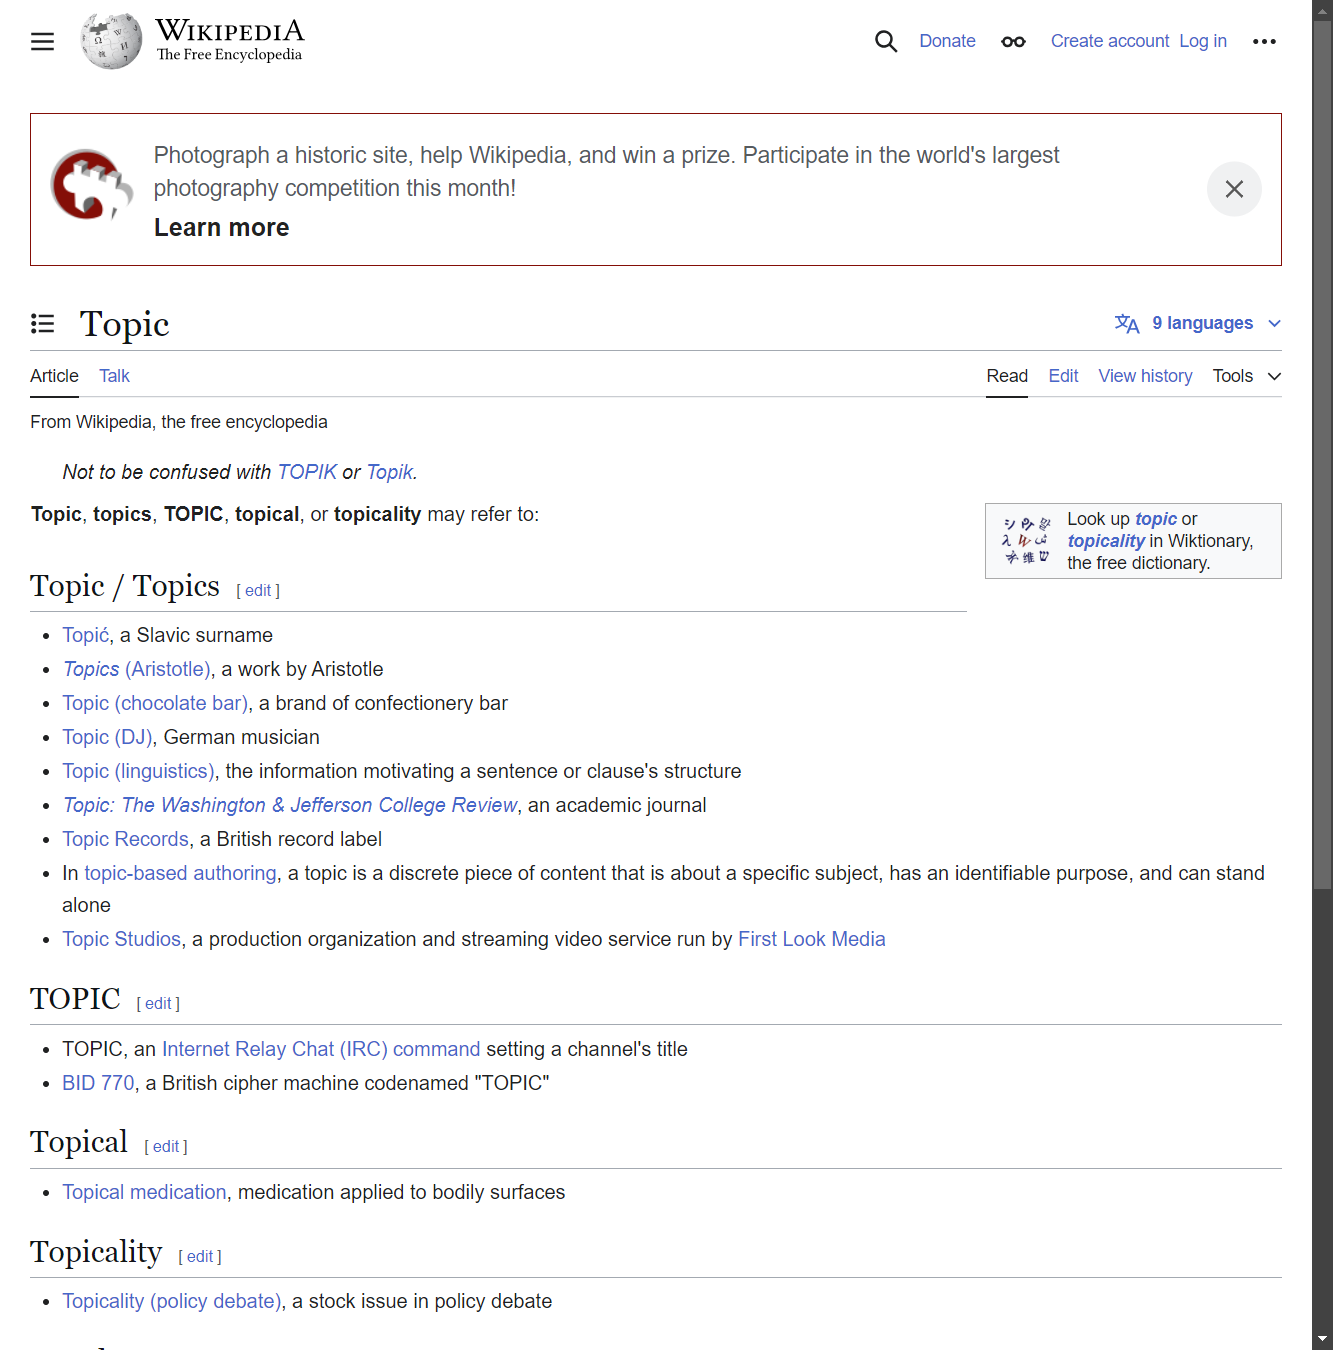 WIKIPEDIA
The Free Encyclopedia
Donate
Create account
Log in
Photograph a historic site, help Wikipedia, and win a prize. Participate in the world's largest
photography competition this month!
Learn more
Topic
9 languages
Article
Talk
Read
Edit
View history
Tools
From Wikipedia, the free encyclopedia
Not to be confused with TOPIK or Topik.
Topic, topics, TOPIC, topical, or topicality may refer to:
Look up topic or
topicality in Wiktionary,
the free dictionary.
Topic / Topics [ edit ]
• Topić, a Slavic surname
• Topics (Aristotle), a work by Aristotle
• Topic (chocolate bar), a brand of confectionery bar
• Topic (DJ), German musician
• Topic (linguistics), the information motivating a sentence or clause's structure
• Topic: The Washington & Jefferson College Review, an academic journal
• Topic Records, a British record label
• In topic-based authoring, a topic is a discrete piece of content that is about a specific subject, has an identifiable purpose, and can stand
alone
• Topic Studios, a production organization and streaming video service run by First Look Media
TOPIC [ edit ]
• TOPIC, an Internet Relay Chat (IRC) command setting a channel's title
• BID 770, a British cipher machine codenamed "TOPIC"
Topical [ edit ]
• Topical medication, medication applied to bodily surfaces
Topicality [ edit ]
• Topicality (policy debate), a stock issue in policy debate